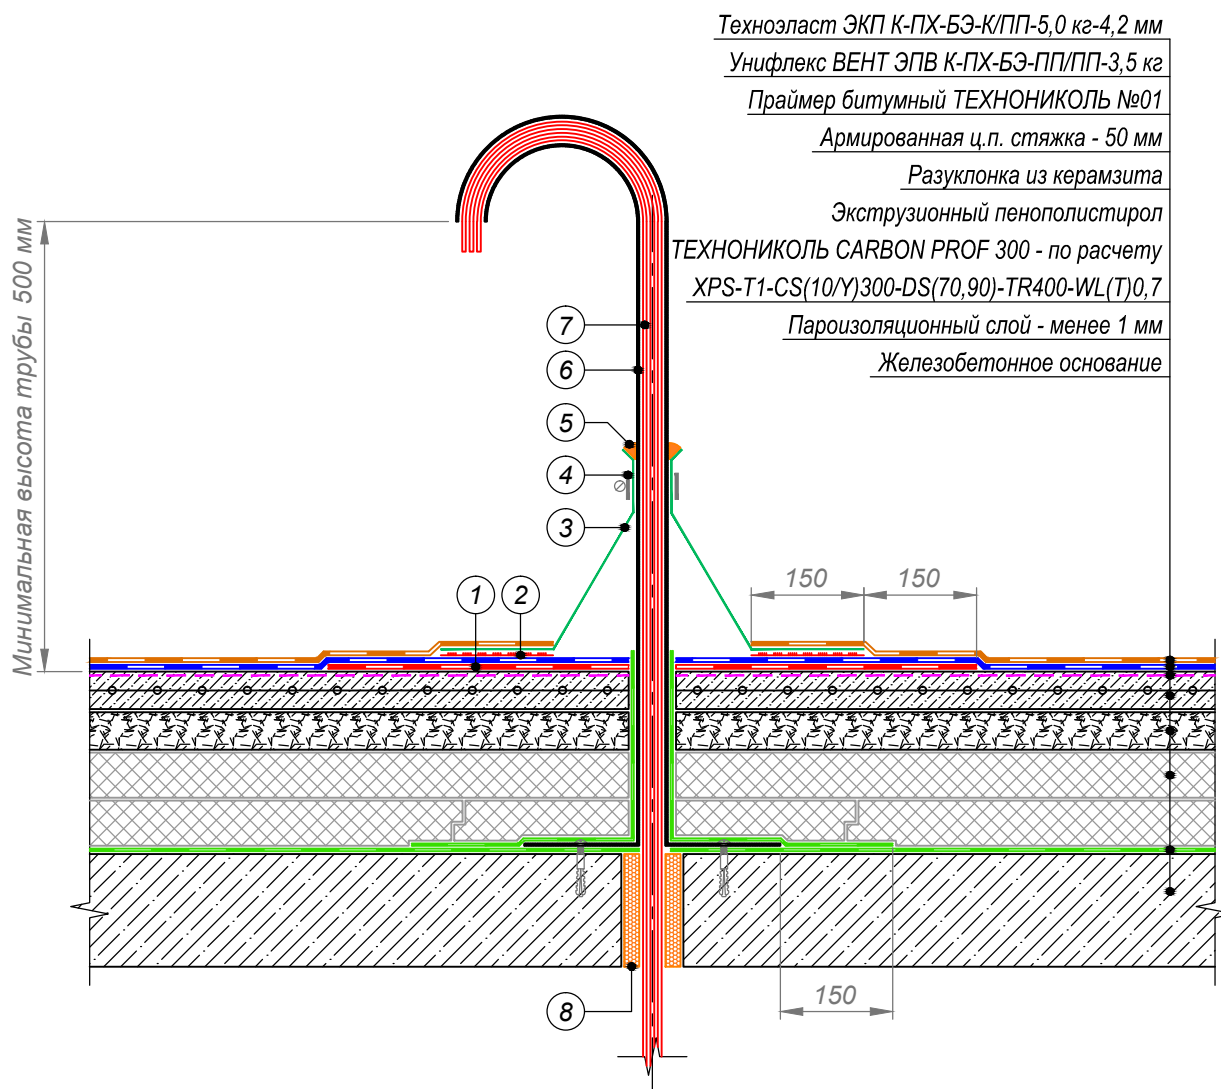 Техноэласт ЭКП К-ПХ-БЭ-К/ПП-5,0 кг-4,2 мм
Унифлекс ВЕНТ ЭПВ К-ПХ-БЭ-ПП/ПП-3,5 кг
Праймер битумный ТЕХНОНИКОЛЬ №01
Армированная ц.п. стяжка - 50 мм
Разуклонка из керамзита
Экструзионный пенополистирол
ТЕХНОНИКОЛЬ CARBON PROF 300 - по расчету
XPS-T1-CS(10/Y)300-DS(70,90)-TR400-WL(T)0,7
Пароизоляционный слой - менее 1 мм
Железобетонное основание
Минимальная высота трубы 500 мм
7
6
5
4
3
1
2
150
150
150
8